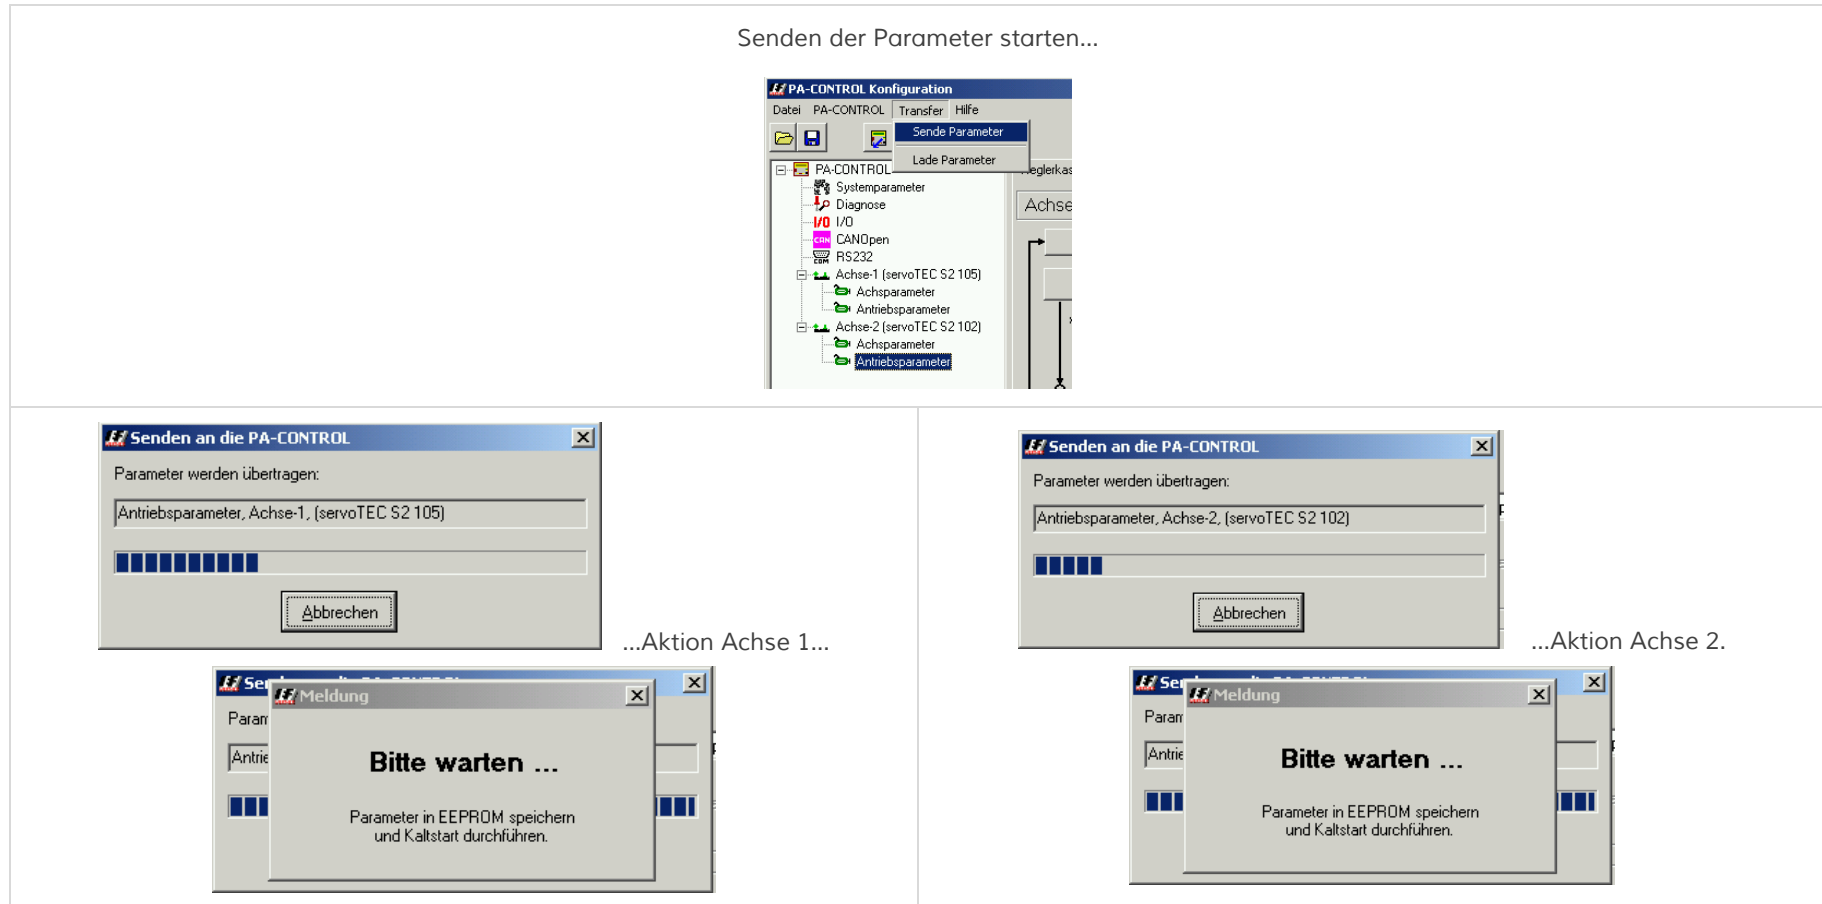 Senden der Parameter starten...
PA-CONTROL Konfiguration
Datei PA-CONTROL Transfer Hilfe
Sende Parameter
Lade Parameter
PA-CONTROL
Systemparameter
Diagnose
I/O I/O
CAN CANOpen
COM RS232
Achse-1 (servoTEC S2 105)
Achsparameter
Antriebsparameter
Achse-2 (servoTEC S2 102)
Achsparameter
Antriebsparameter
Achse
Senden an die PA-CONTROL
Parameter werden übertragen:
Antriebsparameter, Achse-1, (servoTEC S2 105)
Abbrechen
...Aktion Achse 1...
Meldung
Bitte warten ...
Parameter in EEPROM speichern
und Kaltstart durchführen.
Senden an die PA-CONTROL
Parameter werden übertragen:
Antriebsparameter, Achse-2, (servoTEC S2 102)
Abbrechen
...Aktion Achse 2.
Meldung
Bitte warten ...
Parameter in EEPROM speichern
und Kaltstart durchführen.